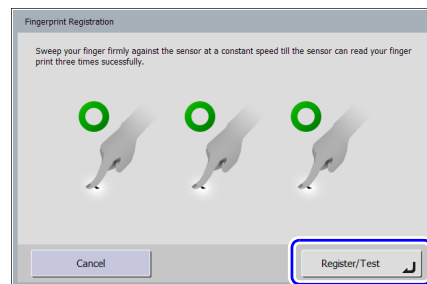 Fingerprint Registration
Sweep your finger firmly against the sensor at a constant speed till the sensor can read your finger
print three times sucessfully.
Cancel
Register/Test